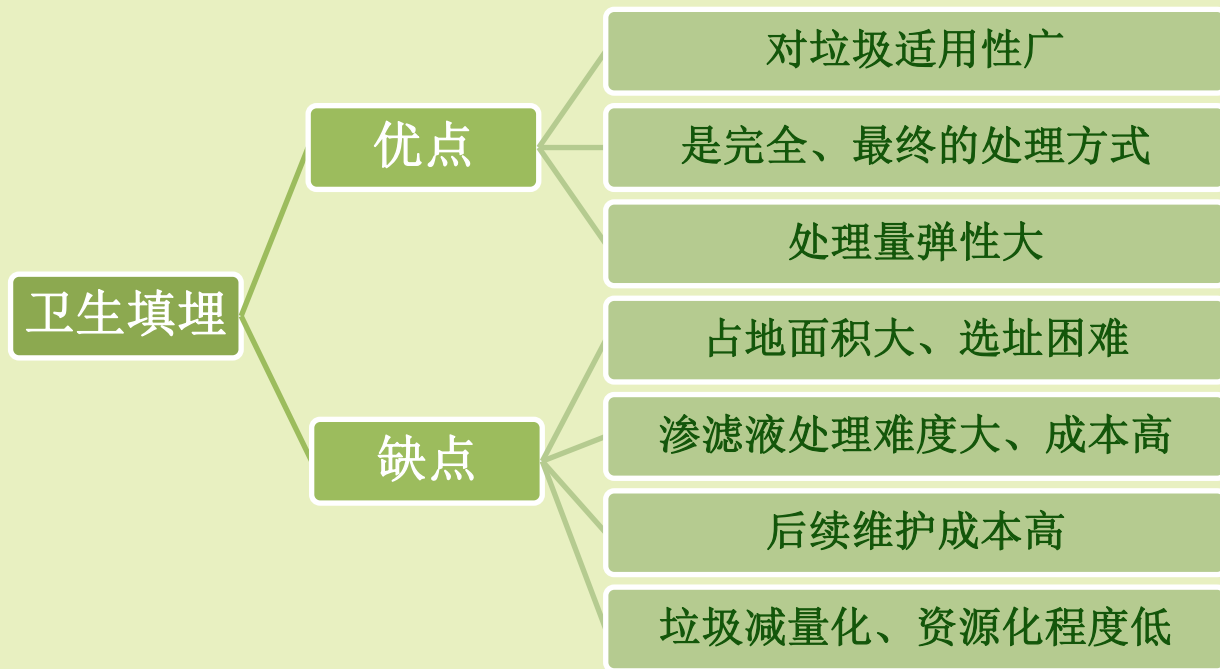 卫生填埋
优点
对垃圾适用性广
是完全、最终的处理方式
处理量弹性大
缺点
占地面积大、选址困难
渗滤液处理难度大、成本高
后续维护成本高
垃圾减量化、资源化程度低